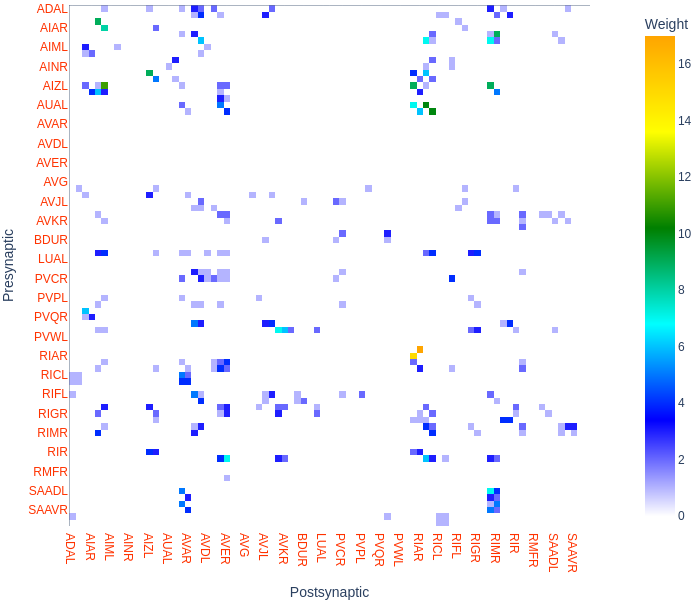 Weight
ADAL
AIAR
AIML
AINR
AIZL
AUAL
AVAR
AVDL
AVER
AVG
AVJL
AVKR
BDUR
LUAL
PVCR
PVPL
PVQR
PVWL
RIAR
RICL
RIFL
RIGR
RIMR
RIR
RMFR
SAADL
SAAVR
Presynaptic
16
14
12
10
8
6
4
2
0
ADAL AIAR AIML AINR AIZL AUAL AVAR AVDL AVER AVG AVJL AVKR BDUR LUAL PVCR PVPL PVQR PVWL RIAR RICL RIFL RIGR RIMR RIR RMFR SAADL SAAVR
Postsynaptic